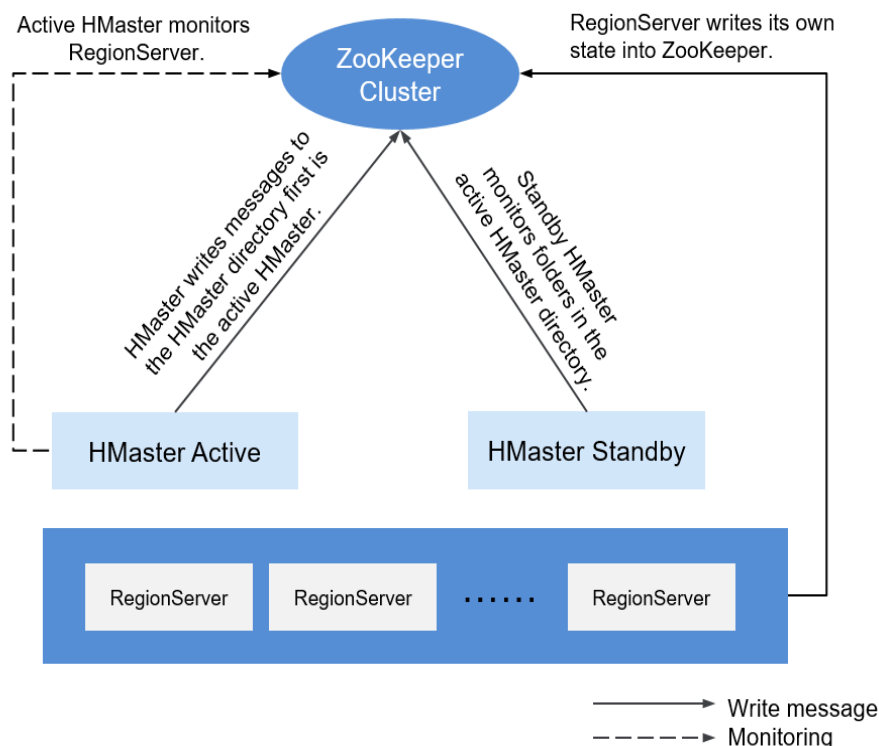 Active HMaster monitors
RegionServer.
RegionServer writes its own
state into ZooKeeper.
ZooKeeper
Cluster
HMaster writes messages to
the HMaster directory first is
the active HMaster.
Standby HMaster
monitors folders in the
active HMaster directory.
HMaster Active
HMaster Standby
RegionServer
RegionServer
......
RegionServer
Write message
Monitoring